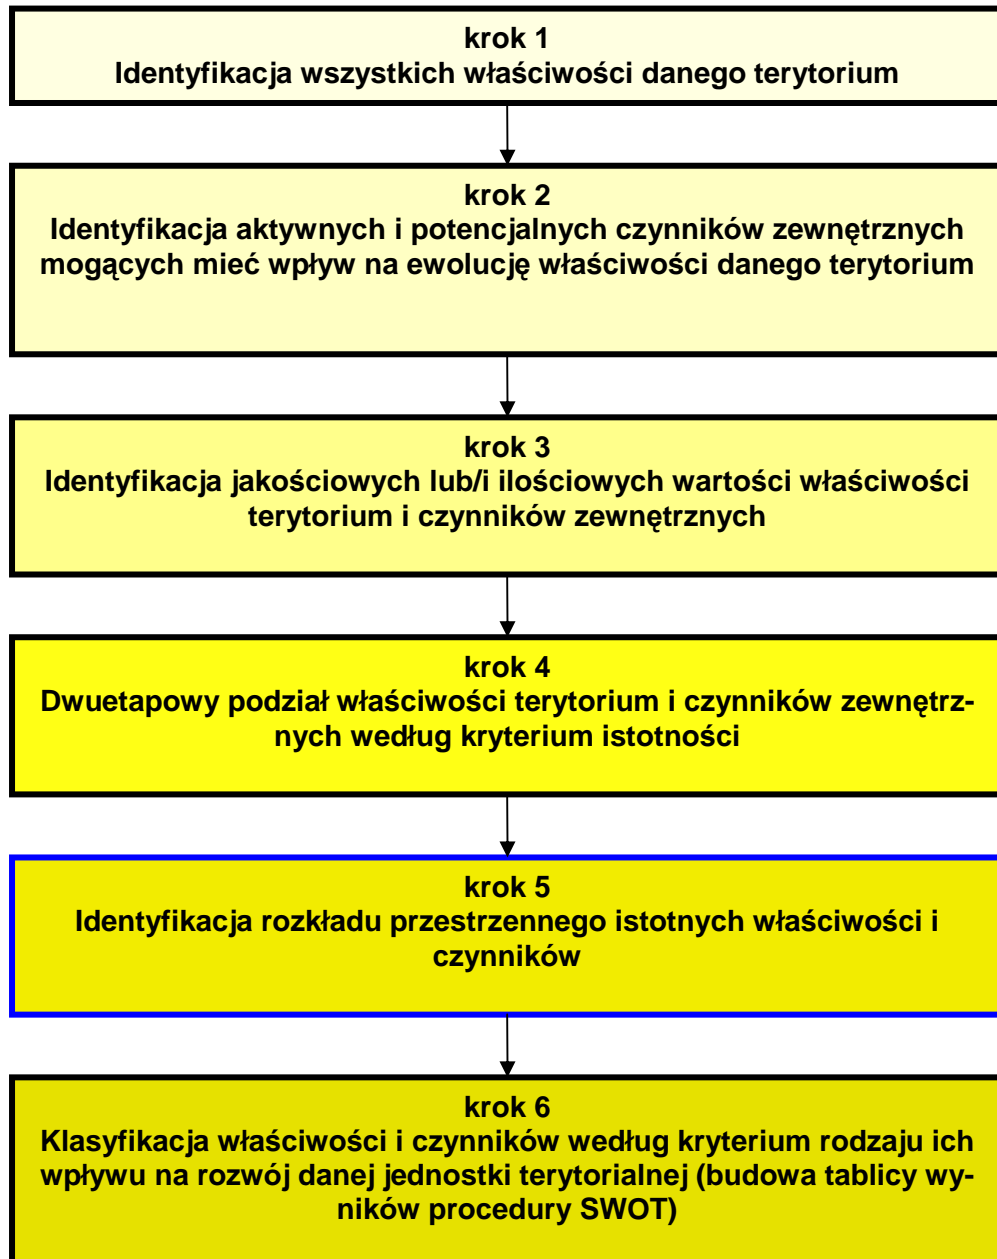 krok 1
Identyfikacja wszystkich właściwości danego terytorium
krok 2
Identyfikacja aktywnych i potencjalnych czynników zewnętrznych
mogących mieć wpływ na ewolucję właściwości danego terytorium
krok 3
Identyfikacja jakościowych lub/i ilościowych wartości właściwości
terytorium i czynników zewnętrznych
krok 4
Dwuetapowy podział właściwości terytorium i czynników zewnętrz-
nych według kryterium istotności
krok 5
Identyfikacja rozkładu przestrzennego istotnych właściwości i
czynników
krok 6
Klasyfikacja właściwości i czynników według kryterium rodzaju ich
wpływu na rozwój danej jednostki terytorialnej (budowa tablicy wy-
ników procedury SWOT)